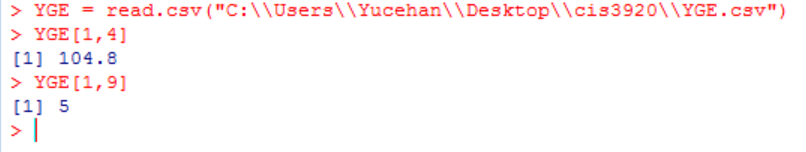 > YGE = read.csv("C:\\Users\\Yucehan\\Desktop\\cis3920\\YGE.csv")
> YGE[1,4]
[1] 104.8
> YGE[1,9]
[1] 5
>